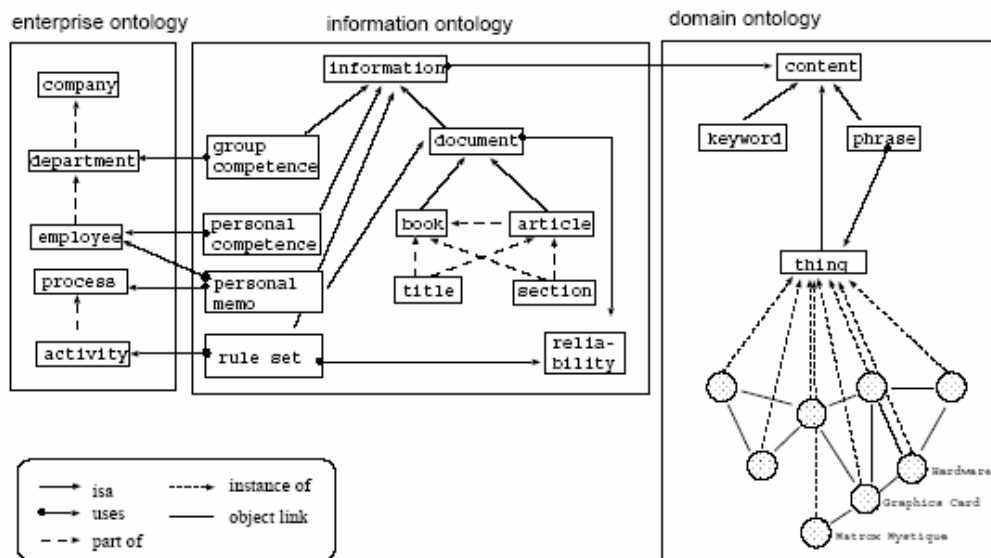 enterprise ontology
information ontology
domain ontology
company
department
employee
process
activity
information
group
competence
document
personal
competence
book
article
personal
memo
title
section
rule set
relia-
bility
content
keyword
phrase
thing
Hardware
Graphics Card
Matrox Mystique
isa
uses
part of
instance of
object link